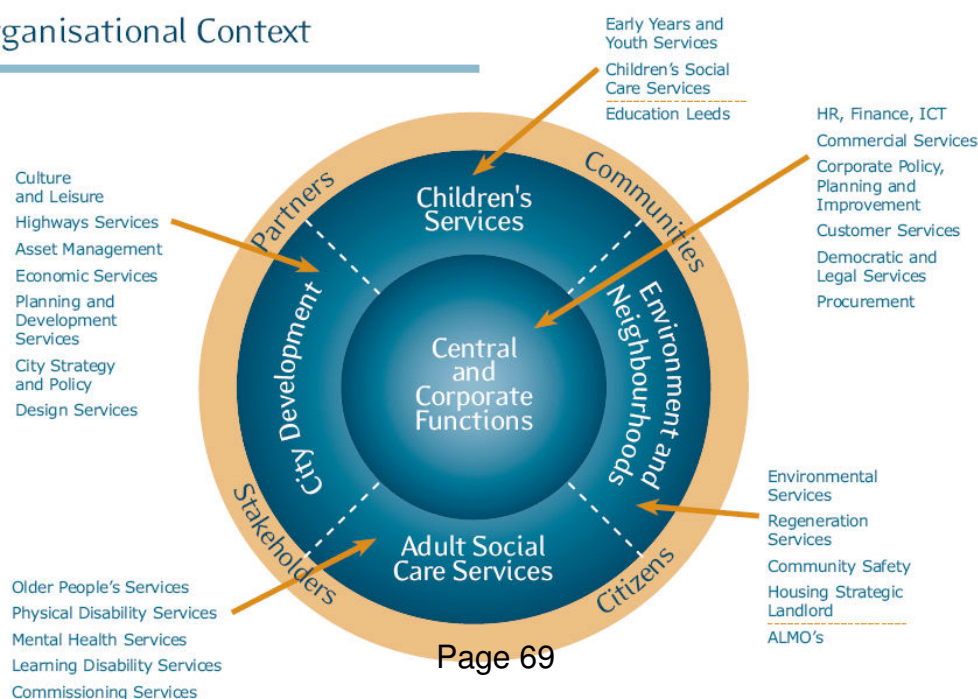 ganisational Context
Early Years and
Youth Services
Children's Social
Care Services
Education Leeds
HR, Finance, ICT
Commercial Services
Corporate Policy,
Planning and
Improvement
Customer Services
Democratic and
Legal Services
Procurement
Culture
and Leisure
Highways Services
Asset Management
Economic Services
Planning and
Development
Services
City Strategy
and Policy
Design Services
Partners
Communities
Children's
Services
City Development
Central
and
Corporate
Functions
Environment and
Neighbourhoods
Stakeholders
Adult Social
Care Services
Citizens
Environmental
Services
Regeneration
Services
Community Safety
Housing Strategic
Landlord
ALMO's
Older People's Services
Physical Disability Services
Mental Health Services
Learning Disability Services
Commissioning Services
Page 69